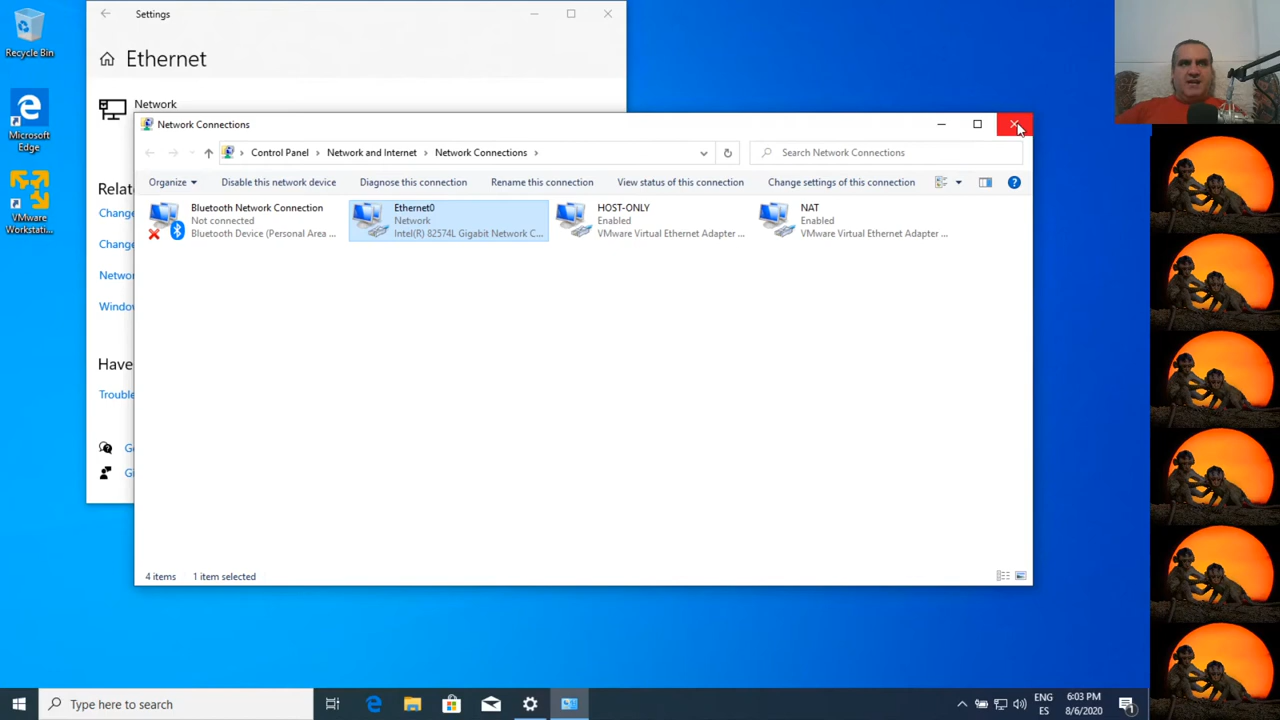 Settings
Ethernet
Network
Recycle Bin
Microsoft
Edge
VMware
Workstati...
Network Connections
Control Panel > Network and Internet > Network Connections >
Search Network Connections
Organize
Disable this network device
Diagnose this connection
Rename this connection
View status of this connection
Change settings of this connection
Bluetooth Network Connection
Not connected
Bluetooth Device (Personal Area ...
Ethernet0
Network
Intel(R) 82574L Gigabit Network C...
HOST-ONLY
Enabled
VMware Virtual Ethernet Adapter ...
NAT
Enabled
VMware Virtual Ethernet Adapter ...
Rela
Change
Change
Netwo
Windo
Have
Trouble
4 items
1 item selected
Type here to search
ENG
ES
6:03 PM
8/6/2020
1